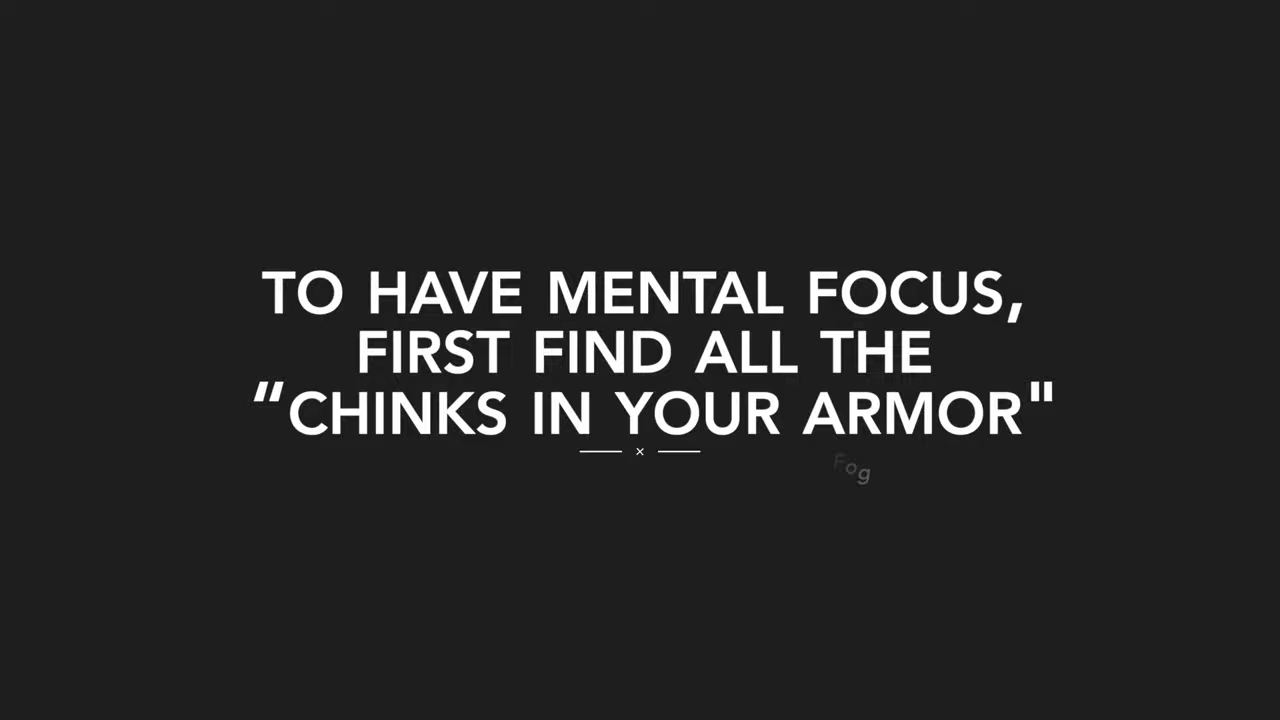 TO HAVE MENTAL FOCUS,
FIRST FIND ALL THE
“CHINKS IN YOUR ARMOR"
Fog